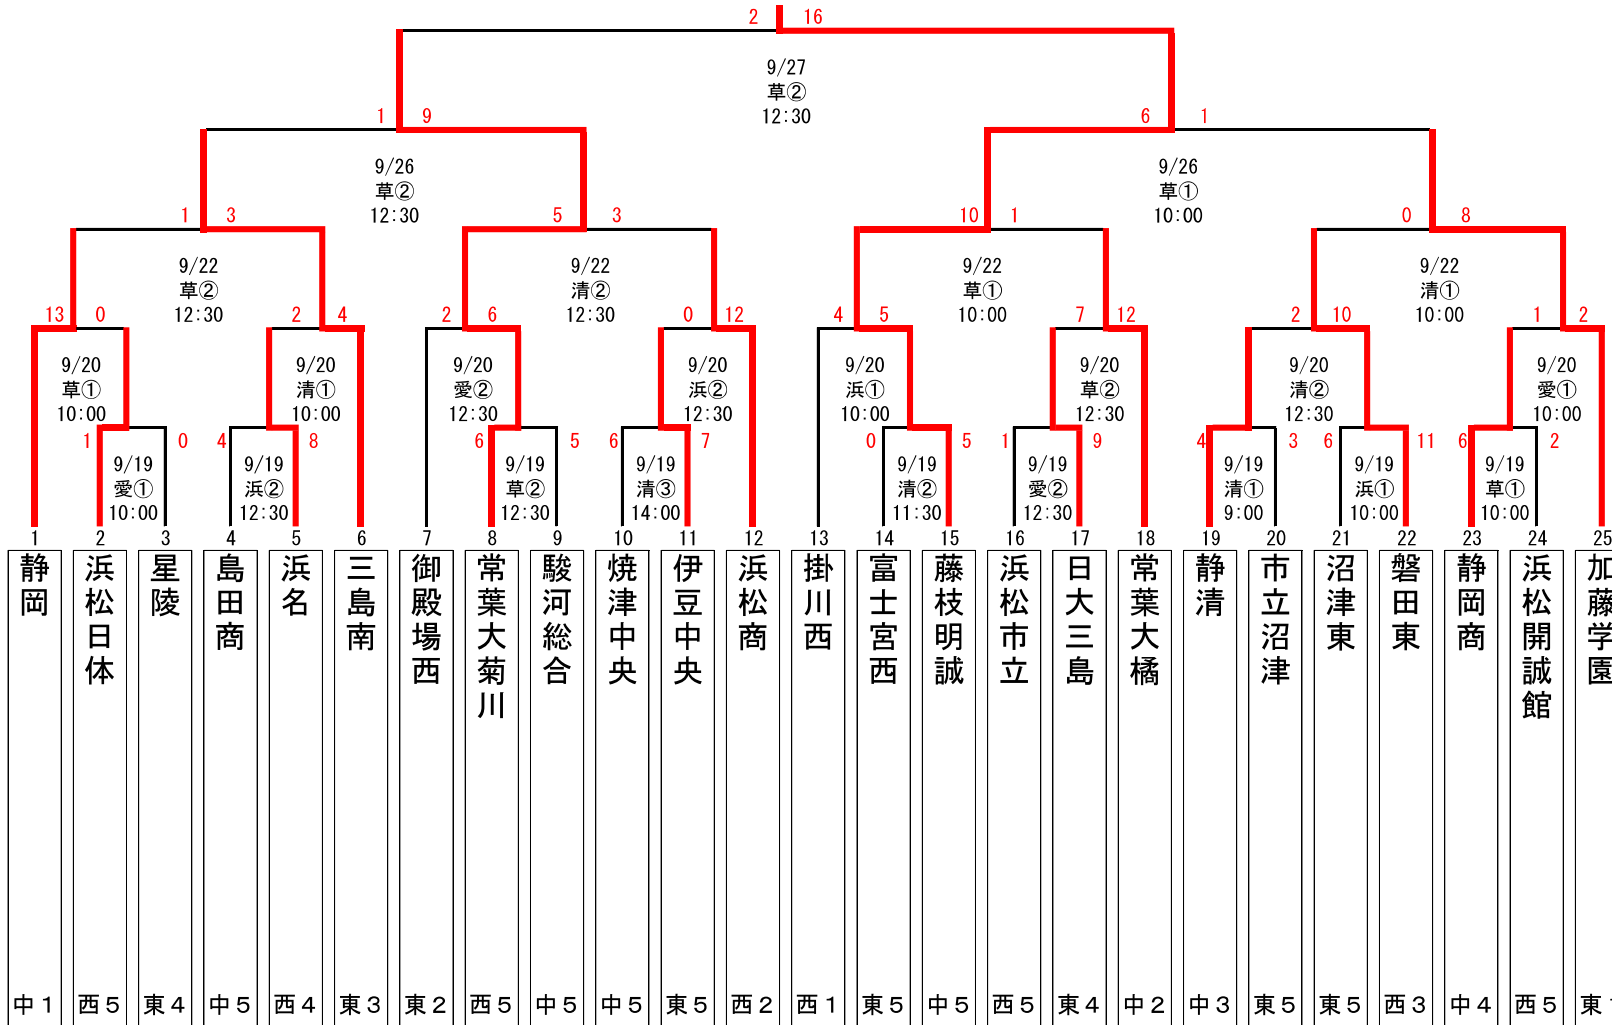 2 16
9/27
草②
12:30
1 9
6 1
9/26
草②
12:30
9/26
草①
10:00
1 3
5 3
10 1
0 8
9/22
草②
12:30
9/22
清②
12:30
9/22
草①
10:00
9/22
清①
10:00
13 0
2 4
2 6
0 12
4 5
7 12
2 10
1 2
9/20
草①
10:00
9/20
清①
10:00
9/20
愛②
12:30
9/20
浜②
12:30
9/20
浜①
10:00
9/20
草②
12:30
9/20
清②
12:30
9/20
愛①
10:00
1 0
4 8
6 5
6 7
0 5
1 9
4 3
6 11
6 2
9/19
愛①
10:00
9/19
浜②
12:30
9/19
草②
12:30
9/19
清③
14:00
9/19
清②
11:30
9/19
愛②
12:30
9/19
清①
9:00
9/19
浜①
10:00
9/19
草①
10:00
1 2 3 4 5 6 7 8 9 10 11 12 13 14 15 16 17 18 19 20 21 22 23 24 25
静岡
浜松日体
星陵
島田商
浜名
三島南
御殿場西
常葉大菊川
駿河総合
焼津中央
伊豆中央
浜松商
掛川西
富士宮西
藤枝明誠
浜松市立
日大三島
常葉大橘
静清
市立沼津
沼津東
磐田東
静岡商
浜松開誠館
加藤学園
中1 西5 東4 中5 西4 東3 東2 西5 中5 中5 東5 西2 西1 東5 中5 西5 東4 中2 中3 東5 東5 西3 中4 西5 東